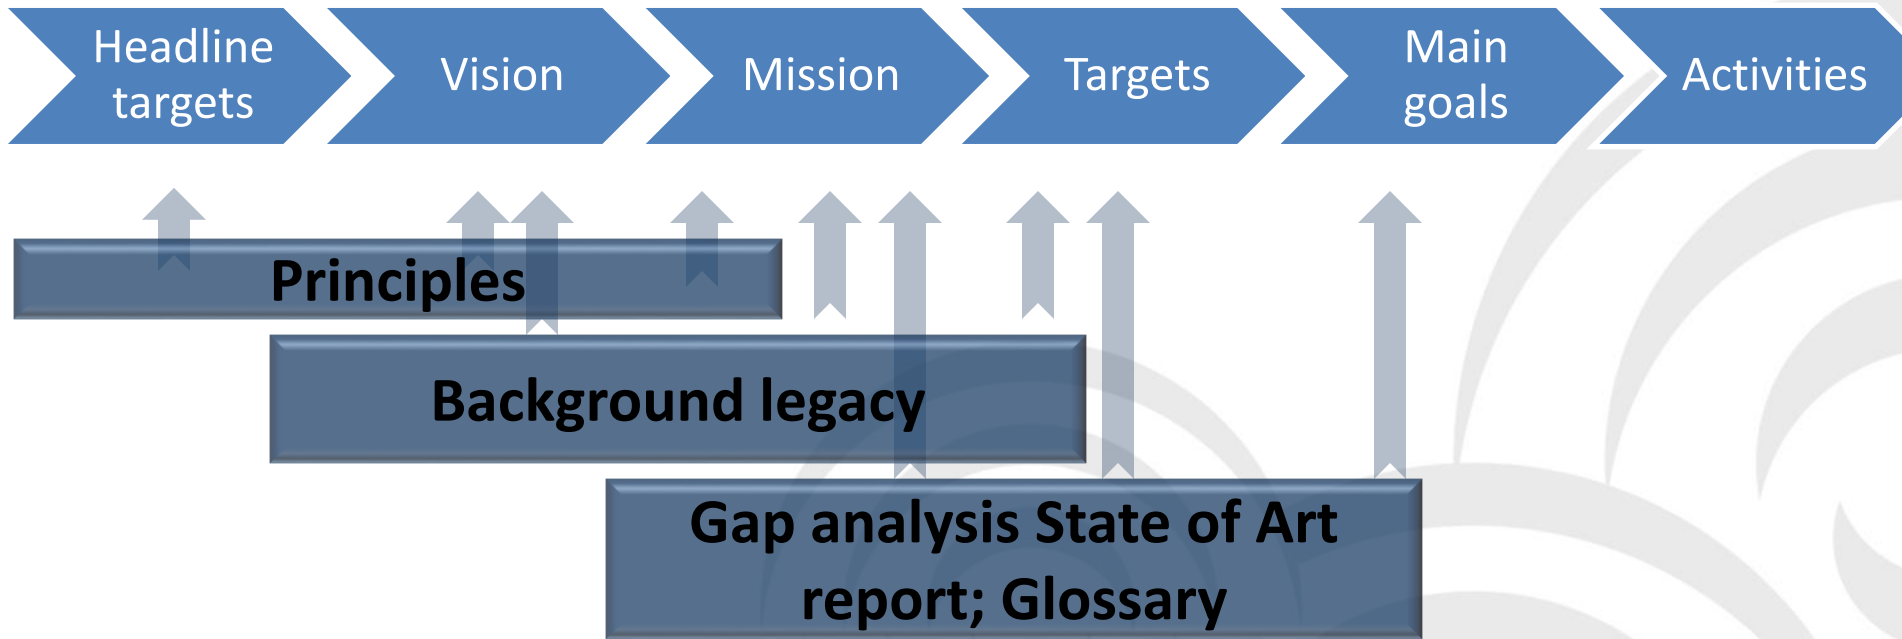 Headline
targets
Vision
Mission
Targets
Main
goals
Activities
Principles
Background legacy
Gap analysis State of Art
report; Glossary